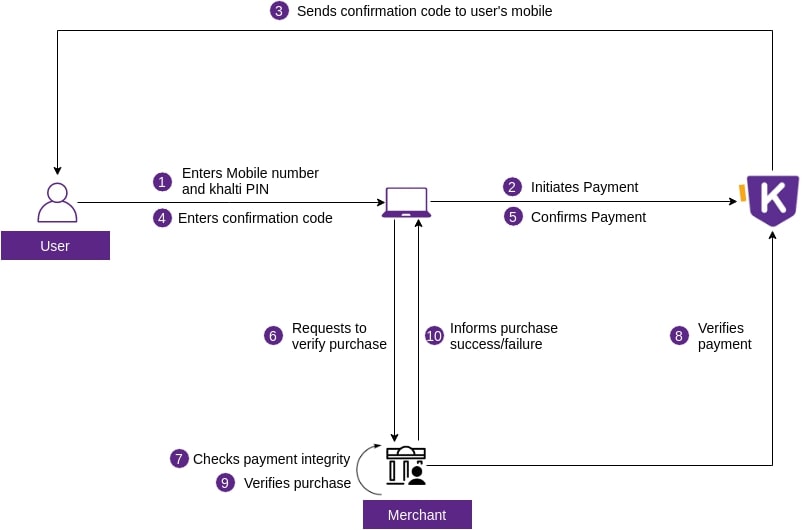 3 Sends confirmation code to user's mobile
1 Enters Mobile number
and khalti PIN
2 Initiates Payment
K
4 Enters confirmation code
5 Confirms Payment
User
6 Requests to
verify purchase
10 Informs purchase
success/failure
8 Verifies
payment
7 Checks payment integrity
9 Verifies purchase
Merchant